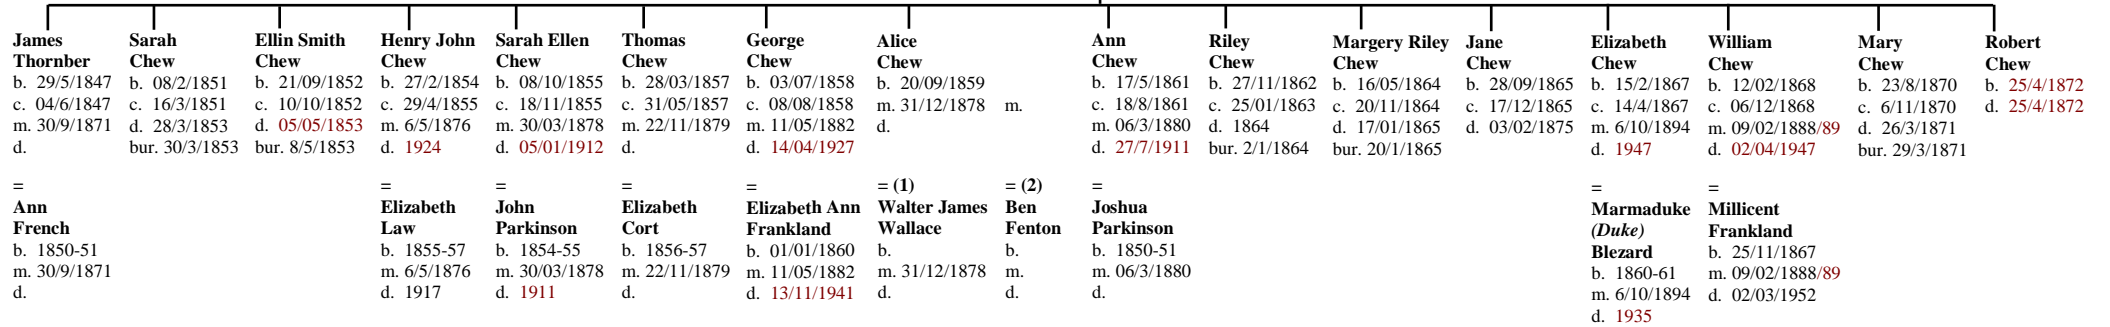 James
Thornber
b. 29/5/1847
c. 04/6/1847
m. 30/9/1871
d.
=
Ann
French
b. 1850-51
m. 30/9/1871
d.
Sarah
Chew
b. 08/2/1851
c. 16/3/1851
d. 28/3/1853
bur. 30/3/1853
Ellin Smith
Chew
b. 21/09/1852
c. 10/10/1852
d. 05/05/1853
bur. 8/5/1853
Henry John
Chew
b. 27/2/1854
c. 29/4/1855
m. 6/5/1876
d. 1924
=
Elizabeth
Law
b. 1855-57
m. 6/5/1876
d. 1917
Sarah Ellen
Chew
b. 08/10/1855
c. 18/11/1855
m. 30/03/1878
d. 05/01/1912
=
John
Parkinson
b. 1854-55
m. 30/03/1878
d. 1911
Thomas
Chew
b. 28/03/1857
c. 31/05/1857
m. 22/11/1879
d.
=
Elizabeth
Cort
b. 1856-57
m. 22/11/1879
d.
George
Chew
b. 03/07/1858
c. 08/08/1858
m. 11/05/1882
d. 14/04/1927
=
Elizabeth Ann
Frankland
b. 01/01/1860
m. 11/05/1882
d. 13/11/1941
Alice
Chew
b. 20/09/1859
m. 31/12/1878 m.
d.
= (1)
Walter James
Wallace
b.
m. 31/12/1878
d.
= (2)
Ben
Fenton
b.
m.
d.
Ann
Chew
b. 17/5/1861
c. 18/8/1861
m. 06/3/1880
d. 27/7/1911
=
Joshua
Parkinson
b. 1850-51
m. 06/3/1880
d.
Riley
Chew
b. 27/11/1862
c. 25/01/1863
d. 1864
bur. 2/1/1864
Margery Riley
Chew
b. 16/05/1864
c. 20/11/1864
d. 17/01/1865
bur. 20/1/1865
Jane
Chew
b. 28/09/1865
c. 17/12/1865
d. 03/02/1875
Elizabeth
Chew
b. 15/2/1867
c. 14/4/1867
m. 6/10/1894
d. 1947
=
Marmaduke
(Duke)
Blezard
b. 1860-61
m. 6/10/1894
d. 1935
William
Chew
b. 12/02/1868
c. 06/12/1868
m. 09/02/1888/89
d. 02/04/1947
=
Millicent
Frankland
b. 25/11/1867
m. 09/02/1888/89
d. 02/03/1952
Mary
Chew
b. 23/8/1870
c. 6/11/1870
d. 26/3/1871
bur. 29/3/1871
Robert
Chew
b. 25/4/1872
d. 25/4/1872